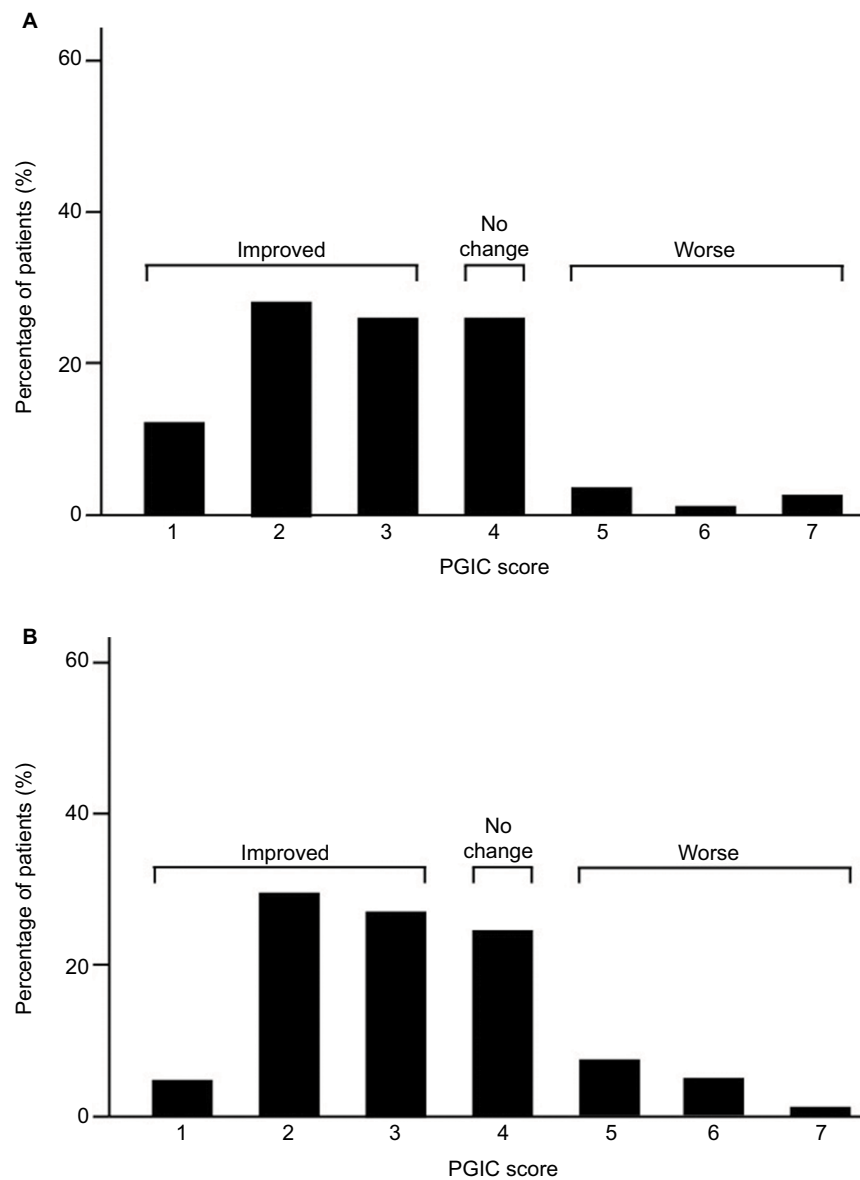 A
60
40
20
0
Percentage of patients (%)
Improved
No
change
Worse
1 2 3 4 5 6 7
PGIC score
B
60
40
20
0
Percentage of patients (%)
Improved
No
change
Worse
1 2 3 4 5 6 7
PGIC score